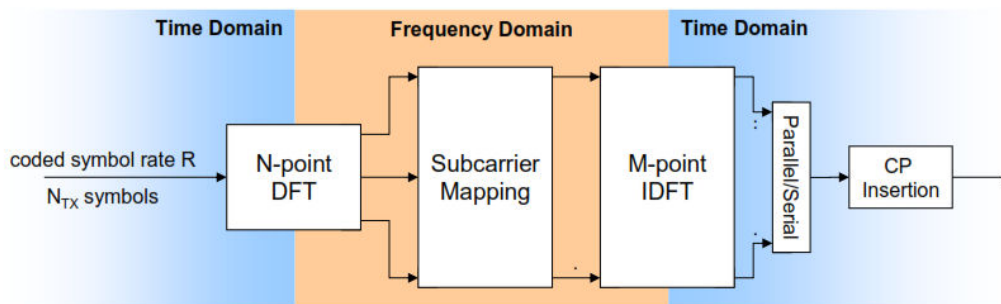 Time Domain
Frequency Domain
Time Domain
coded symbol rate R
N_TX symbols
N-point
DFT
Subcarrier
Mapping
M-point
IDFT
Parallel/Serial
CP
Insertion